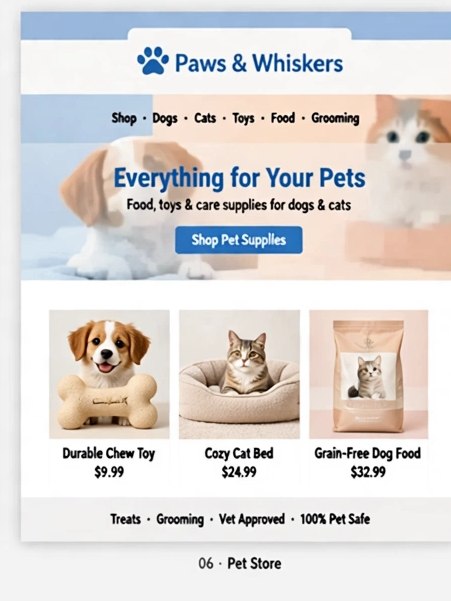 Paws & Whiskers
Shop · Dogs · Cats · Toys · Food · Grooming
Everything for Your Pets
Food, toys & care supplies for dogs & cats
Shop Pet Supplies
Durable Chew Toy
$9.99
Cozy Cat Bed
$24.99
Grain-Free Dog Food
$32.99
Treats · Grooming · Vet Approved · 100% Pet Safe
06 · Pet Store